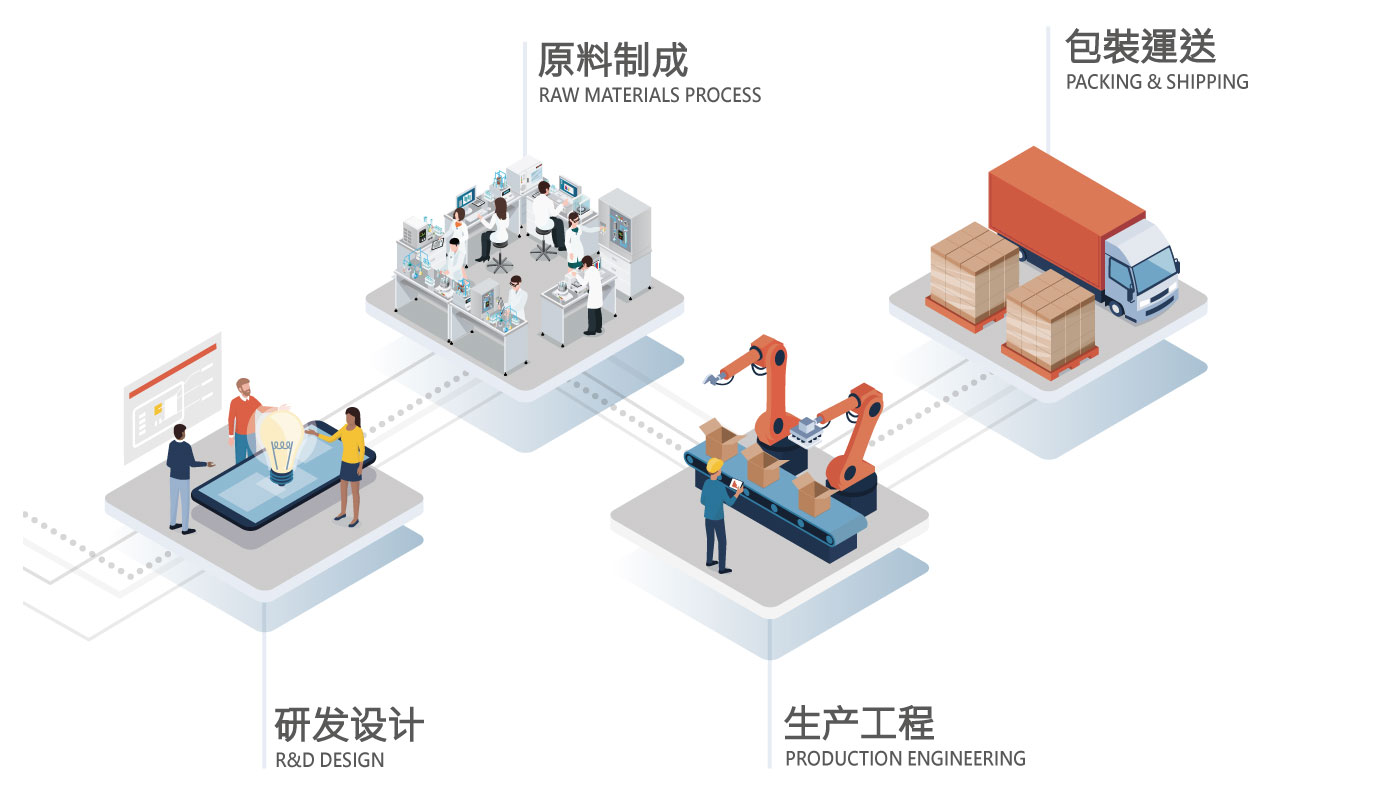 原料制成
RAW MATERIALS PROCESS
包裝運送
PACKING & SHIPPING
研发设计
R&D DESIGN
生产工程
PRODUCTION ENGINEERING